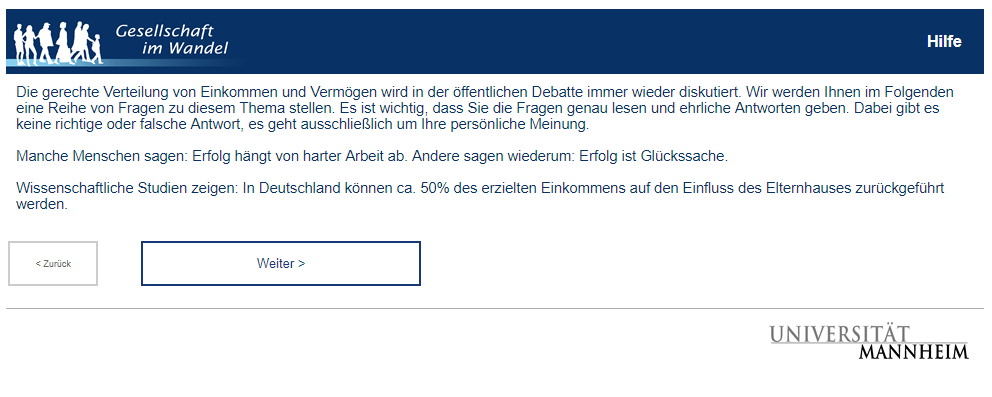 Gesellschaft
im Wandel
Hilfe
Die gerechte Verteilung von Einkommen und Vermögen wird in der öffentlichen Debatte immer wieder diskutiert. Wir werden Ihnen im Folgenden
eine Reihe von Fragen zu diesem Thema stellen. Es ist wichtig, dass Sie die Fragen genau lesen und ehrliche Antworten geben. Dabei gibt es
keine richtige oder falsche Antwort, es geht ausschließlich um Ihre persönliche Meinung.
Manche Menschen sagen: Erfolg hängt von harter Arbeit ab. Andere sagen wiederum: Erfolg ist Glückssache.
Wissenschaftliche Studien zeigen: In Deutschland können ca. 50% des erzielten Einkommens auf den Einfluss des Elternhauses zurückgeführt
werden.
< Zurück
Weiter >
UNIVERSITÄT
MANNHEIM